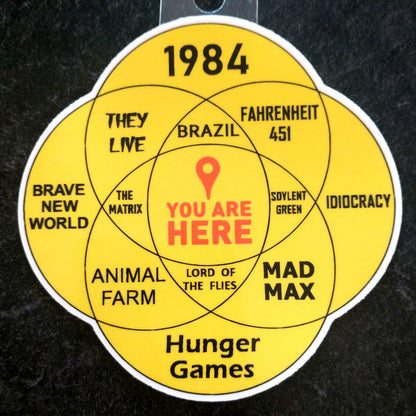 1984
THEY
LIVE
BRAZIL
FAHRENHEIT
451
BRAVE
NEW
WORLD
THE
MATRIX
YOU ARE
HERE
SOYLENT
GREEN
IDIOCRACY
ANIMAL
FARM
LORD OF
THE FLIES
MAD
MAX
Hunger
Games